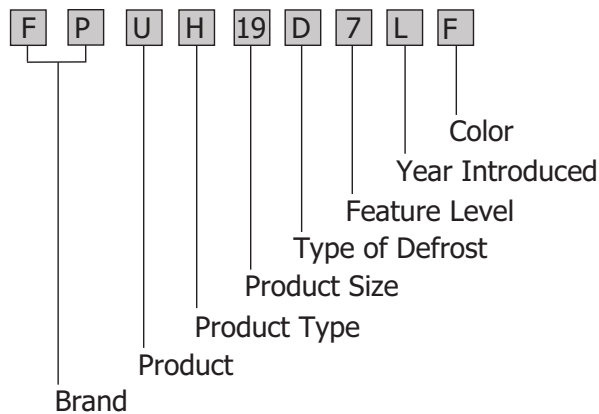 F P U H 19 D 7 L F
Color
Year Introduced
Feature Level
Type of Defrost
Product Size
Product Type
Product
Brand